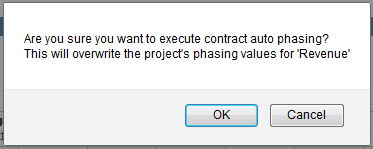 Are you sure you want to execute contract auto phasing?
This will overwrite the project's phasing values for 'Revenue'
OK
Cancel